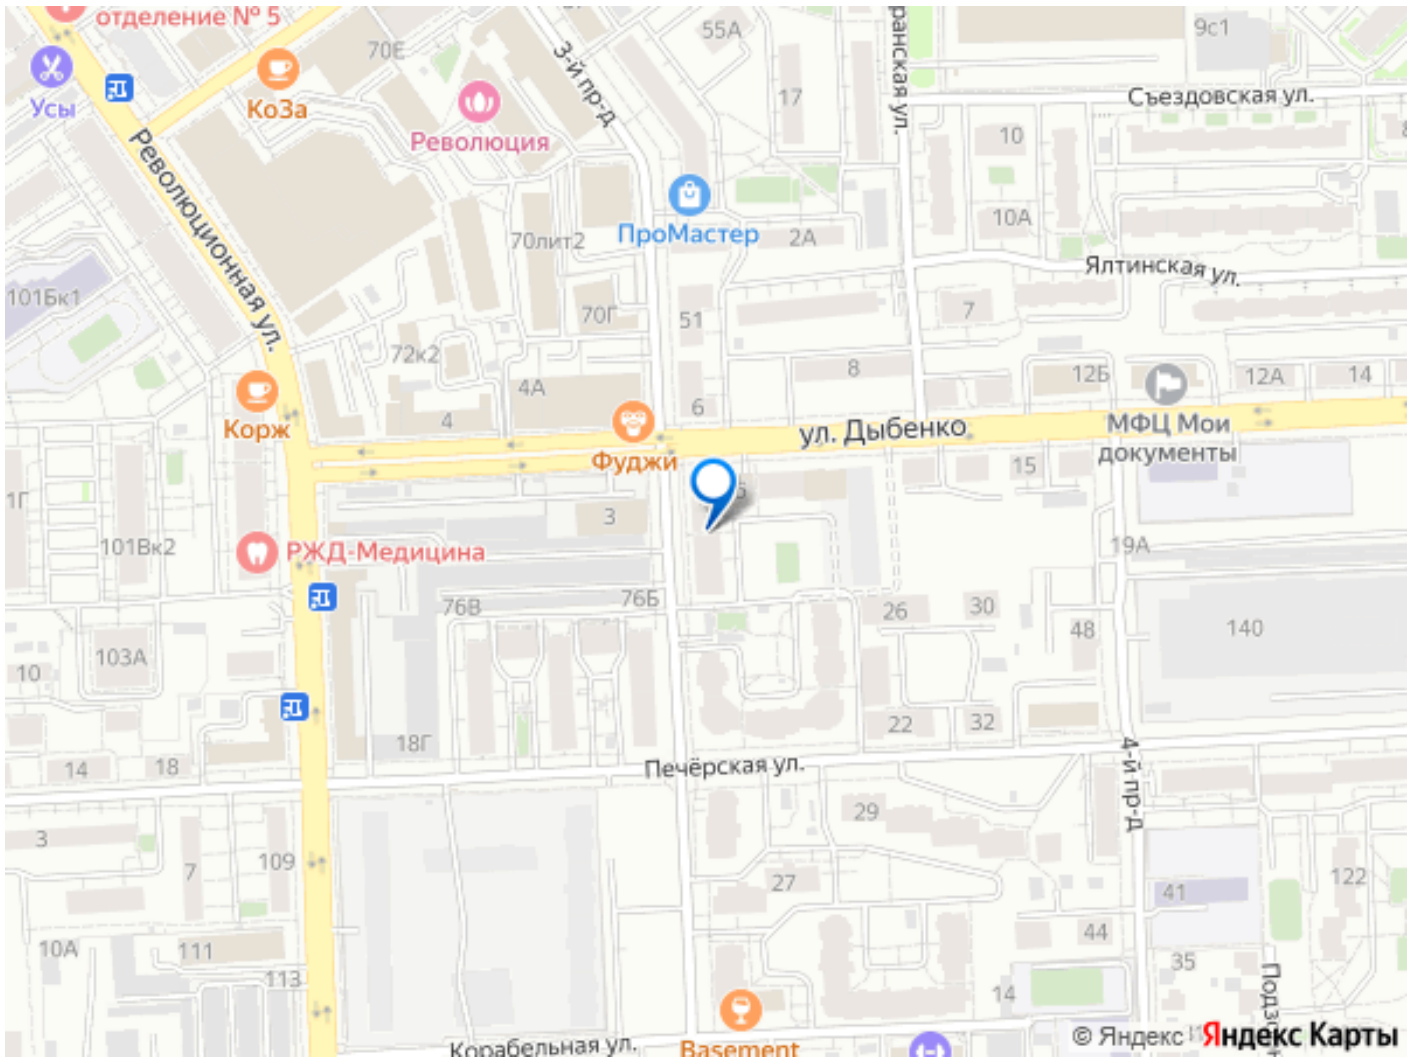 отделение № 5
70Е
55А
9с1
Усы
КоЗа
3-й пр-д
17
Съездовская ул.
Революция
10
Революционная ул.
ПроМастер
2А
10А
70лит2
Ялтинская ул.
101Бк1
70Г
51
7
72к2
8
12Б
12А
14
4А
6
Корж
4
ул. Дыбенко
МФЦ Мои
документы
Фуджи
15
1Г
3
101Вк2
РЖД-Медицина
19А
76В
76Б
26
30
48
140
103А
10
22
32
18Г
14
18
Печёрская ул.
4-й пр-д
29
3
109
7
27
41
122
10А
111
44
113
35
14
Корабельная ул.
Basement
© Яндекс
Яндекс Карты